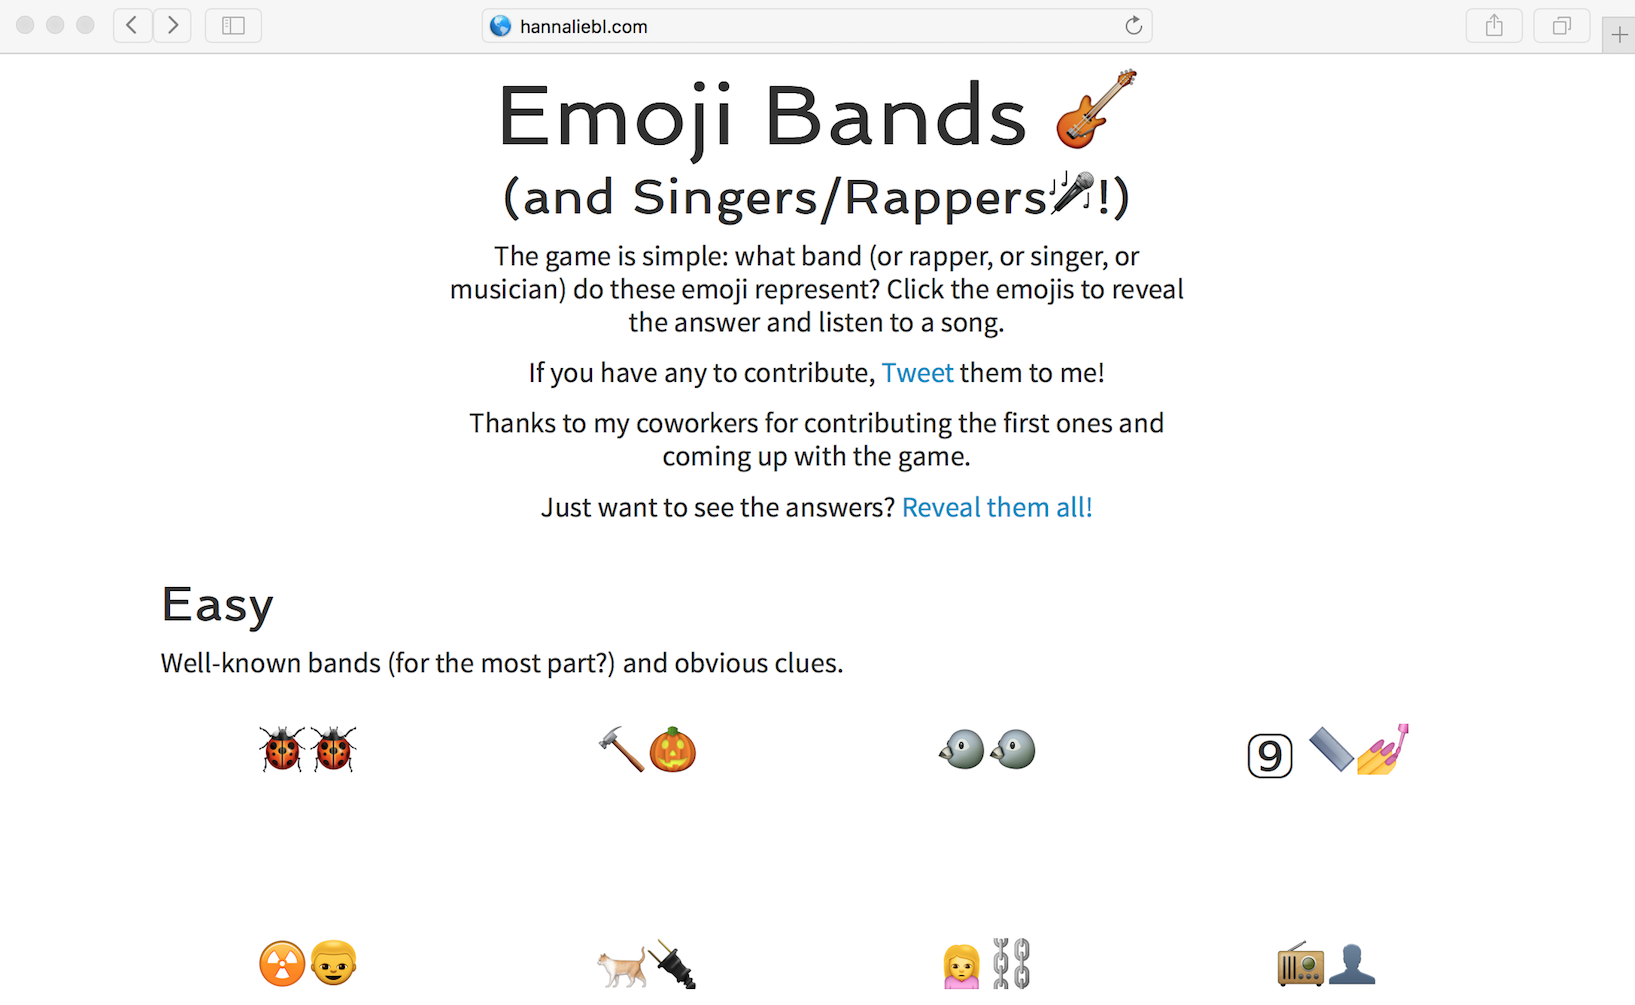 hannaliebl.com
Emoji Bands
(and Singers/Rappers!)
The game is simple: what band (or rapper, or singer, or
musician) do these emoji represent? Click the emojis to reveal
the answer and listen to a song.
If you have any to contribute, Tweet them to me!
Thanks to my coworkers for contributing the first ones and
coming up with the game.
Just want to see the answers? Reveal them all!
Easy
Well-known bands (for the most part?) and obvious clues.
9